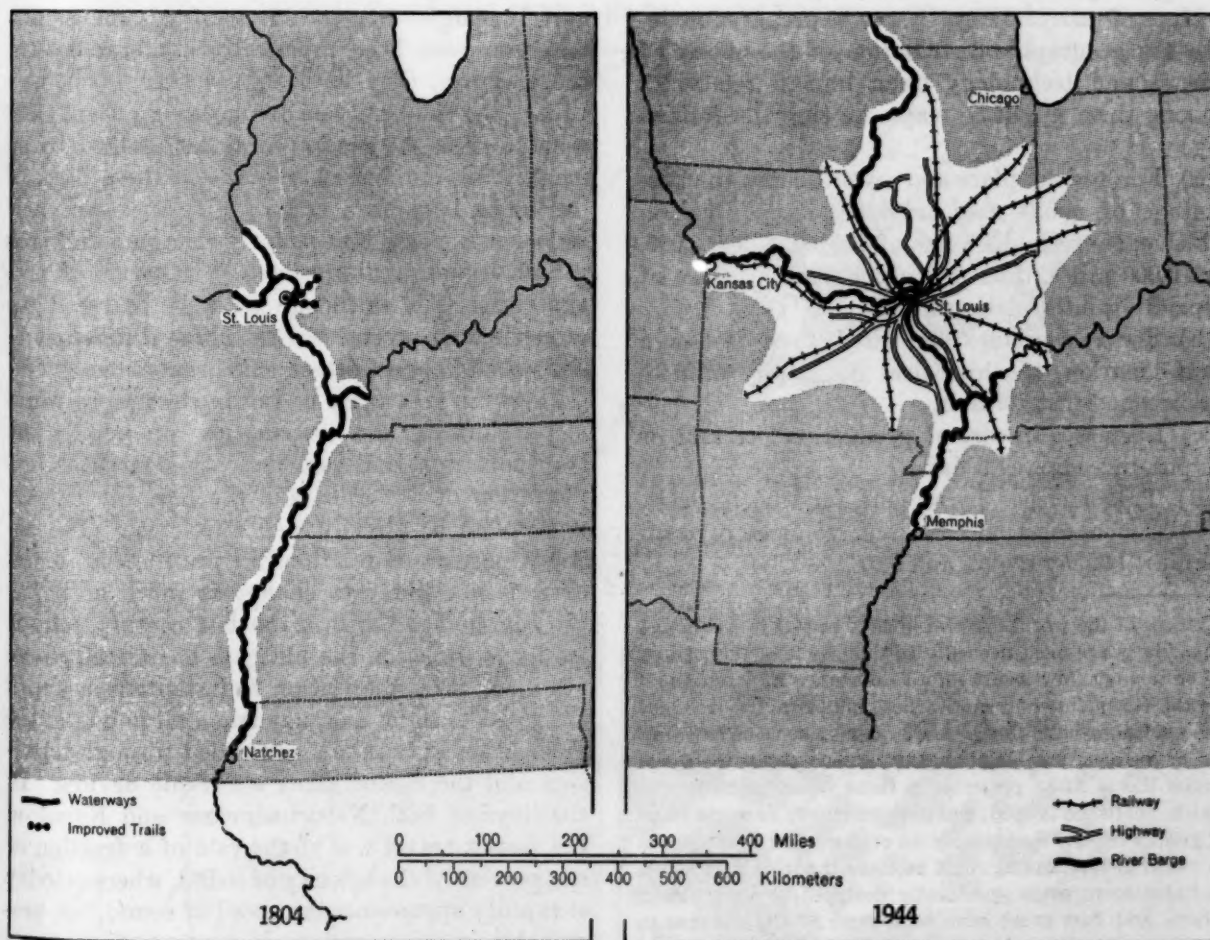 St. Louis
Natchez
Waterways
Improved Trails
1804
Chicago
Kansas City
St. Louis
Memphis
Railway
Highway
River Barge
0 100 200 300 400 Miles
0 100 200 300 400 500 600 Kilometers
1944